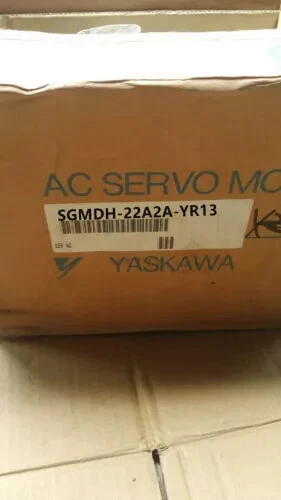 AC SERVO MO
SGMDH-22A2A-YR13
YASKAWA